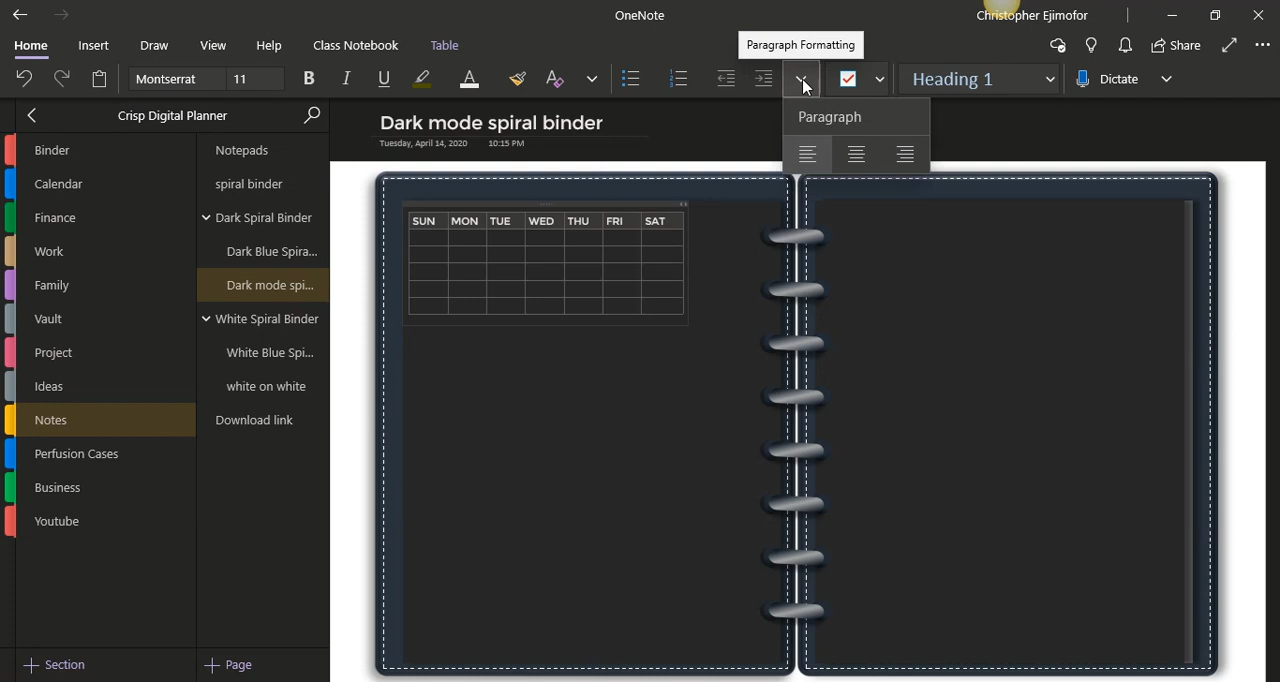 OneNote
Christopher Ejimofor
Home Insert Draw View Help Class Notebook Table
Paragraph Formatting
Share
Montserrat 11 B I U A A Heading 1 Dictate
Paragraph
Crisp Digital Planner
Dark mode spiral binder
Tuesday, April 14, 2020 10:15 PM
Binder
Calendar
Finance
Work
Family
Vault
Project
Ideas
Notes
Perfusion Cases
Business
Youtube
Notepads
spiral binder
Dark Spiral Binder
Dark Blue Spira...
Dark mode spi...
White Spiral Binder
White Blue Spi...
white on white
Download link
SUN MON TUE WED THU FRI SAT
Section
Page